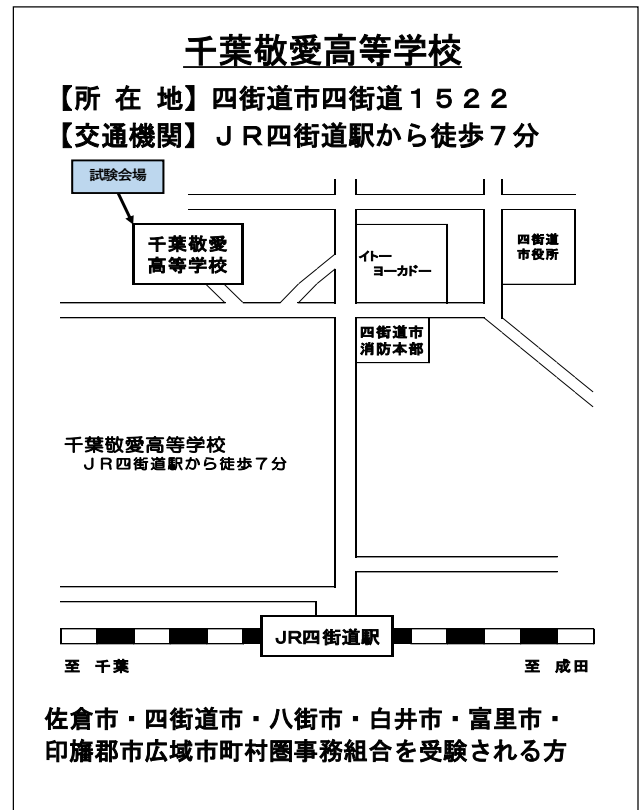 千葉敬愛高等学校
【所 在 地】四街道市四街道１５２２
【交通機関】ＪＲ四街道駅から徒歩７分
試験会場
千葉敬愛
高等学校
イトー
ヨーカドー
四街道
市役所
四街道市
消防本部
千葉敬愛高等学校
ＪＲ四街道駅から徒歩７分
JR四街道駅
至 千葉
至 成田
佐倉市・四街道市・八街市・白井市・富里市・
印旛郡市広域市町村圏事務組合を受験される方